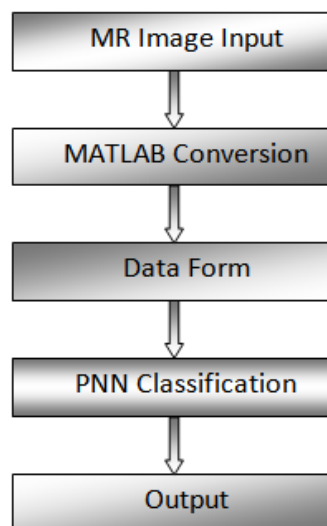 MR Image Input
MATLAB Conversion
Data Form
PNN Classification
Output